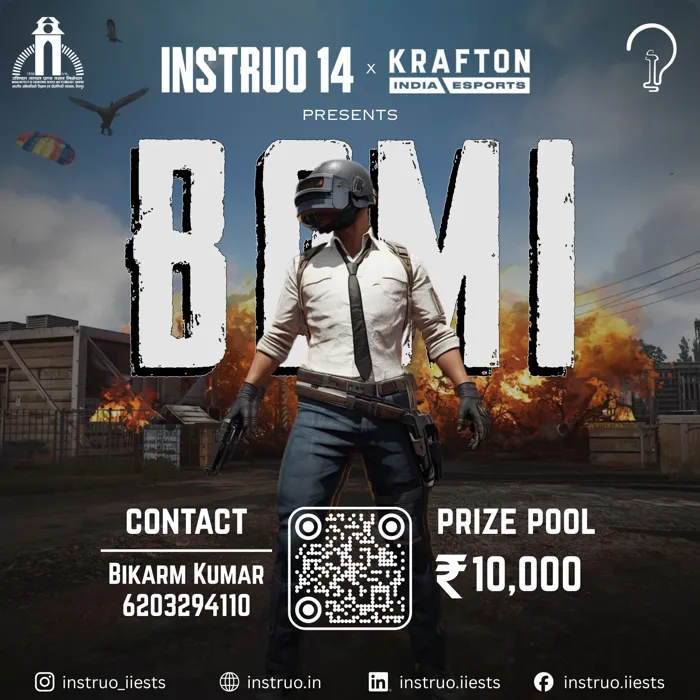 INSTRUO 14 x KRAFTON
INDIA ESPORTS
PRESENTS
BGMI
CONTACT
BIKARM KUMAR
6203294110
PRIZE POOL
₹10,000
instruo_iiests
instruo.in
instruo.iiests
instruo.iiests